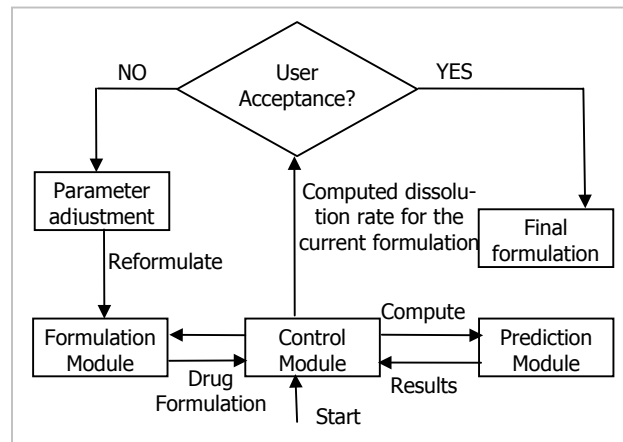 NO
User
Acceptance?
YES
Parameter
adjustment
Computed dissolu-
tion rate for the
current formulation
Final
formulation
Reformulate
Formulation
Module
Control
Module
Compute
Prediction
Module
Drug
Formulation
Results
Start